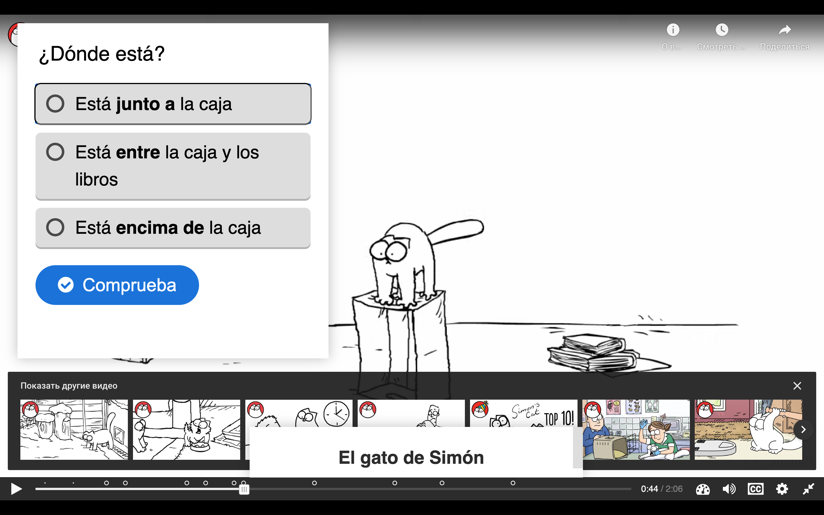 ¿Dónde está?
Está junto a la caja
Está entre la caja y los
libros
Está encima de la caja
Comprueba
Смотреть ...
Поделиться
Показать другие видео
Simon's
Cat
TOP 10!
El gato de Simón
0:44 / 2:06
CC